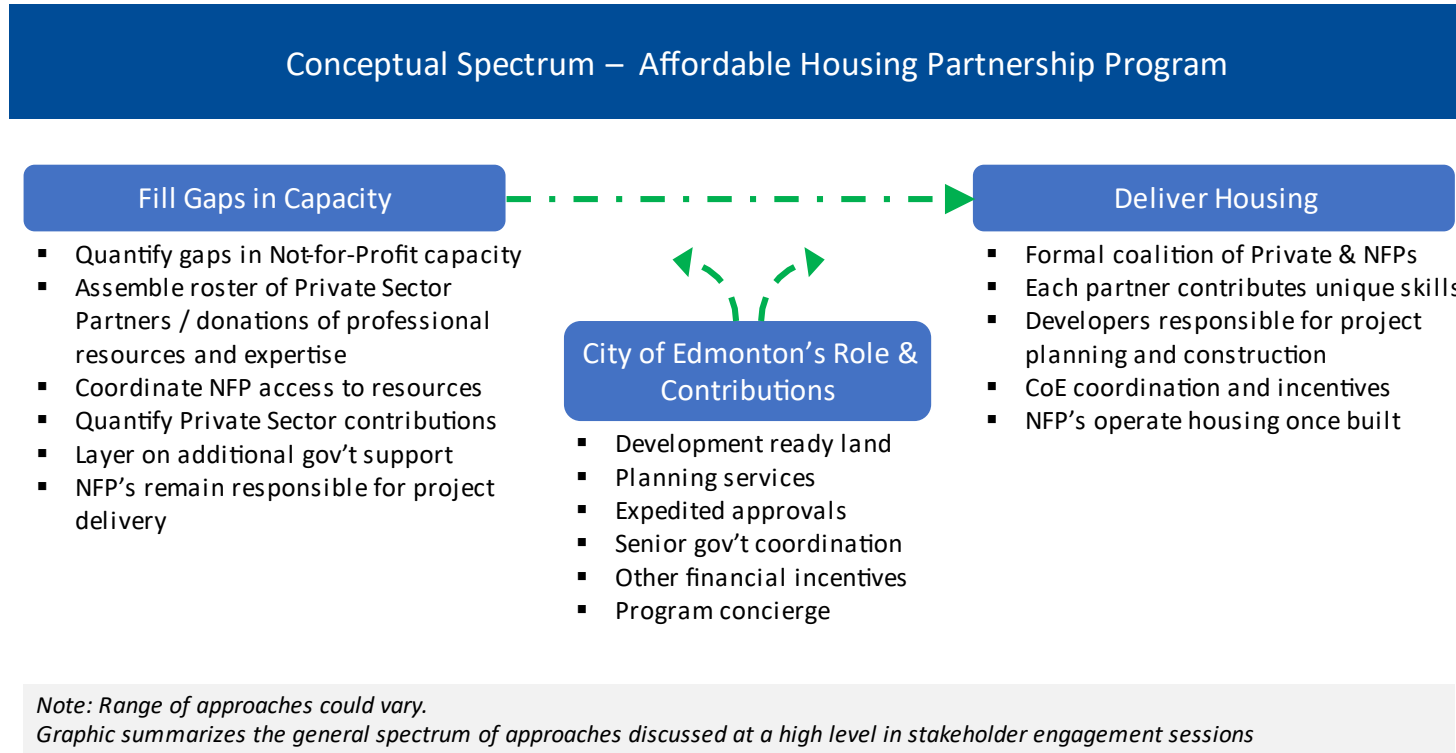 Conceptual Spectrum – Affordable Housing Partnership Program
Fill Gaps in Capacity
▪ Quantify gaps in Not-for-Profit capacity
▪ Assemble roster of Private Sector
Partners / donations of professional
resources and expertise
▪ Coordinate NFP access to resources
▪ Quantify Private Sector contributions
▪ Layer on additional gov't support
▪ NFP's remain responsible for project
delivery
City of Edmonton's Role &
Contributions
▪ Development ready land
▪ Planning services
▪ Expedited approvals
▪ Senior gov't coordination
▪ Other financial incentives
▪ Program concierge
Deliver Housing
▪ Formal coalition of Private & NFPs
▪ Each partner contributes unique skills
▪ Developers responsible for project
planning and construction
▪ CoE coordination and incentives
▪ NFP's operate housing once built
Note: Range of approaches could vary.
Graphic summarizes the general spectrum of approaches discussed at a high level in stakeholder engagement sessions